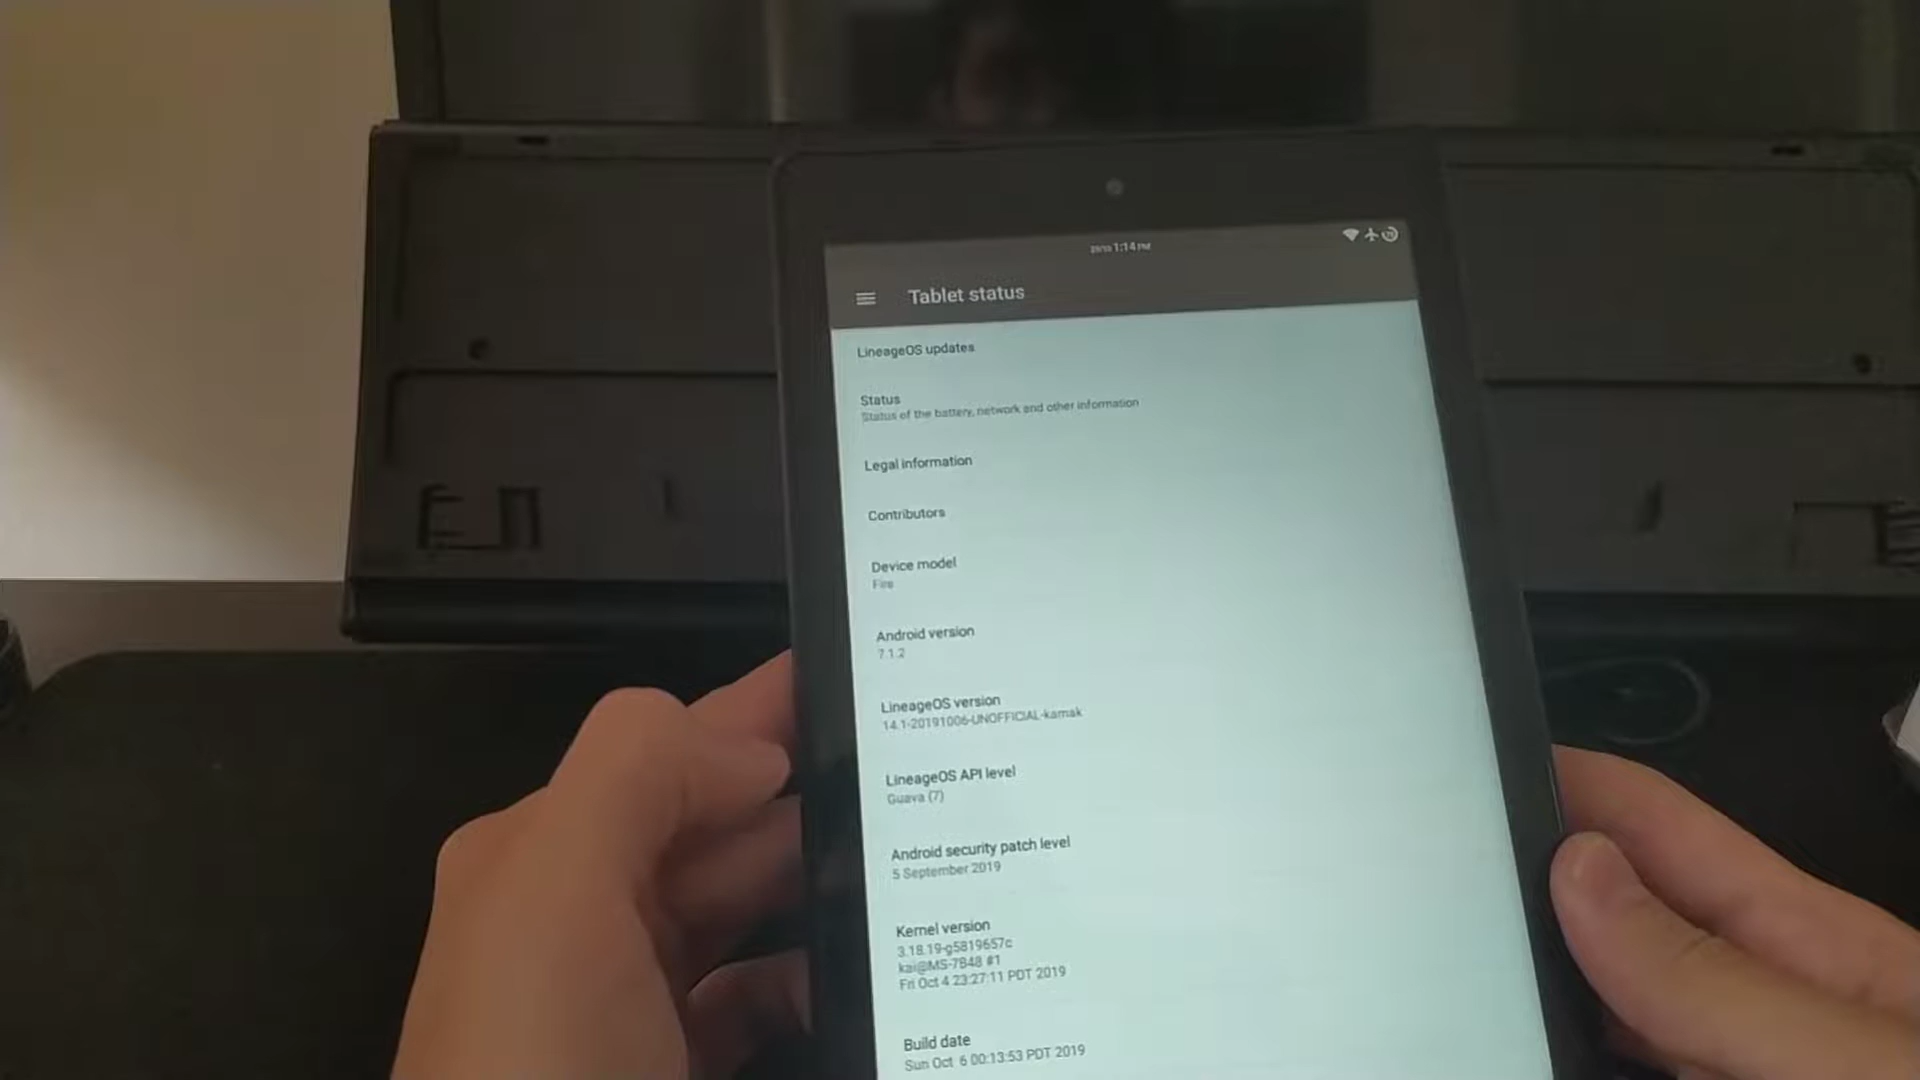 1:14 PM
Tablet status
LineageOS updates
Status
Status of the battery, network and other information
Legal information
Contributors
Device model
Fire
Android version
7.1.2
LineageOS version
14.1-20191006-UNOFFICIAL-karnak
LineageOS API level
Guava (7)
Android security patch level
5 September 2019
Kernel version
3.18.19-g5819657c
kai@MS-7B48 #1
Fri Oct 4 23:27:11 PDT 2019
Build date
Sun Oct 6 00:13:53 PDT 2019